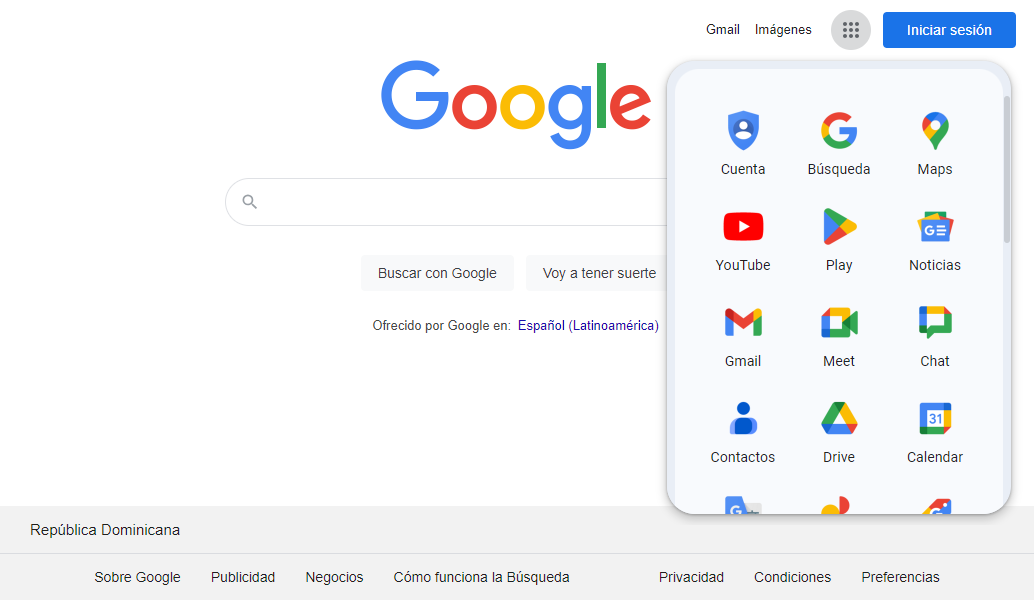 Gmail Imágenes Iniciar sesión
Google
Buscar con Google Voy a tener suerte
Ofrecido por Google en: Español (Latinoamérica)
Cuenta Búsqueda Maps
YouTube Play Noticias
Gmail Meet Chat
31
Contactos Drive Calendar
República Dominicana
Sobre Google Publicidad Negocios Cómo funciona la Búsqueda Privacidad Condiciones Preferencias